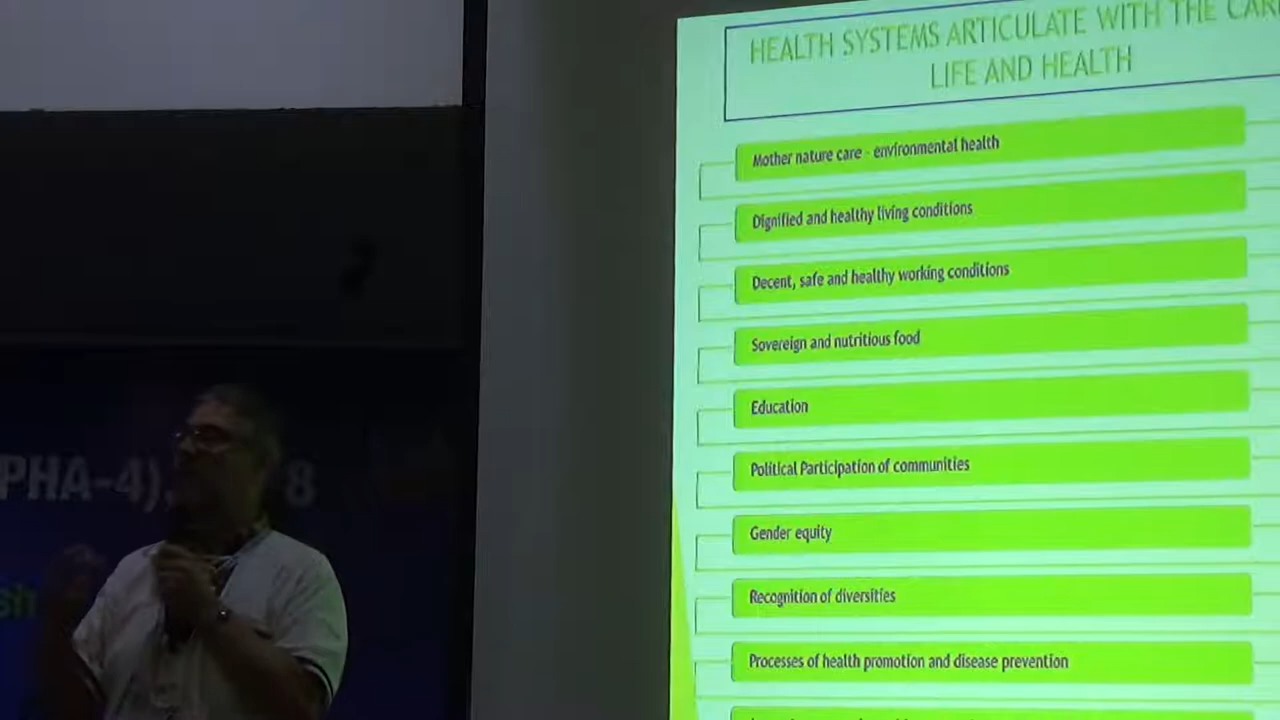 HEALTH SYSTEMS ARTICULATE WITH THE
LIFE AND HEALTH
Mother nature care - environmental health
Dignified and healthy living conditions
Decent, safe and healthy working conditions
Sovereign and nutritious food
Education
Political Participation of communities
Gender equity
Recognition of diversities
Processes of health promotion and disease prevention
PHA-4), 8